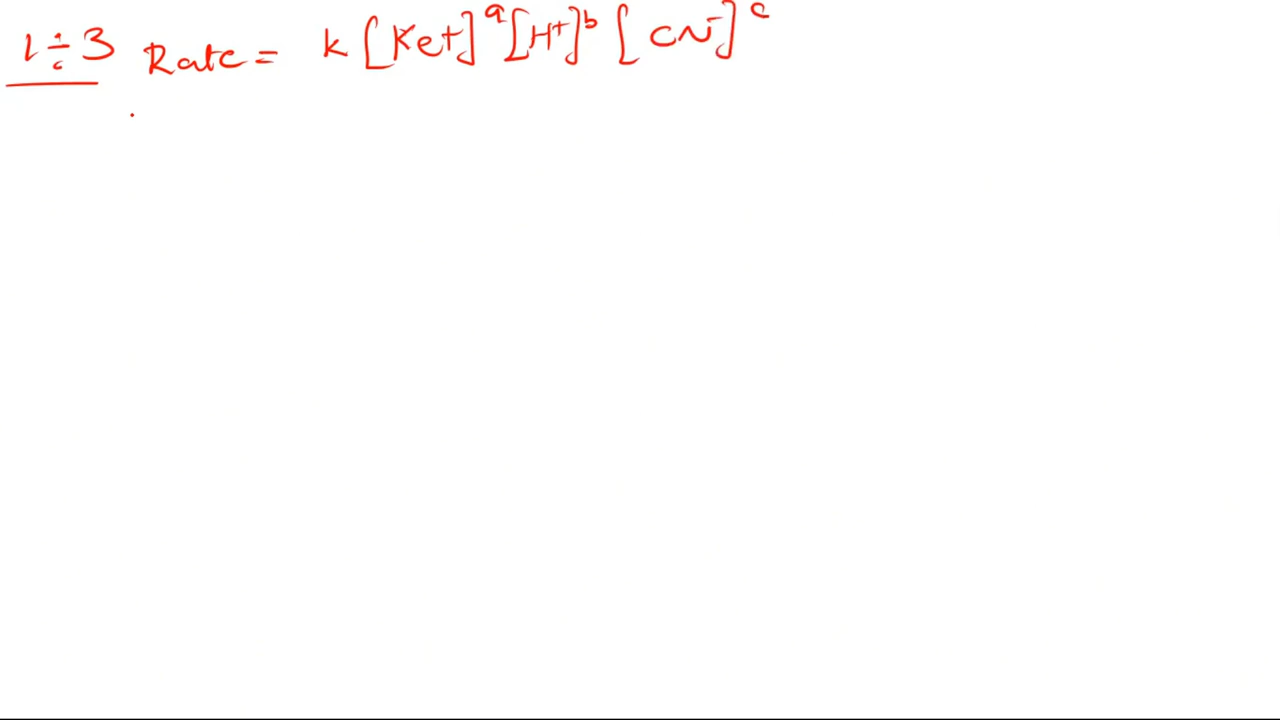 1÷3 Rate = k [Ket]^a [H+]^b [CN-]^c